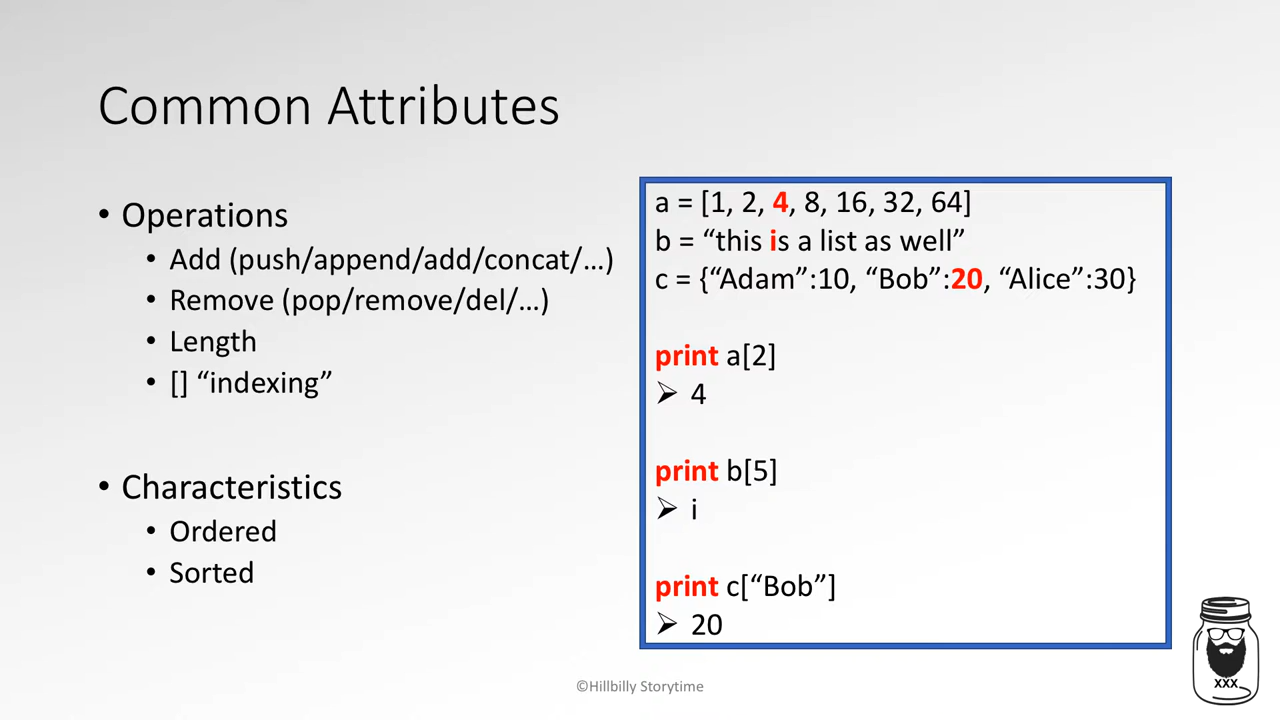 Common Attributes
• Operations
• Add (push/append/add/concat/…)
• Remove (pop/remove/del/…)
• Length
• [] “indexing”
• Characteristics
• Ordered
• Sorted
a = [1, 2, 4, 8, 16, 32, 64]
b = “this is a list as well”
c = {“Adam”:10, “Bob”:20, “Alice”:30}
print a[2]
➢ 4
print b[5]
➢ i
print c[“Bob”]
➢ 20
©Hillbilly Storytime
XXX